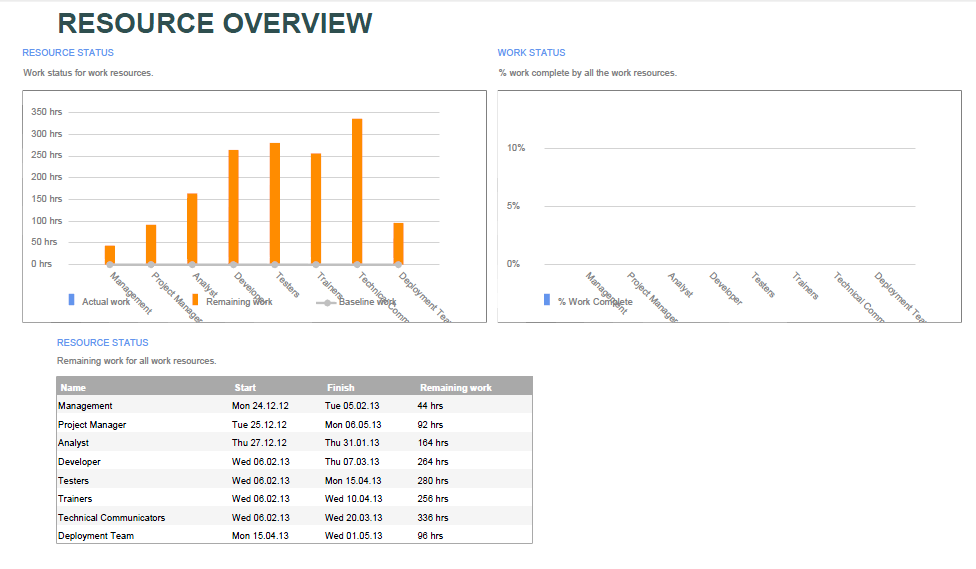 RESOURCE OVERVIEW
RESOURCE STATUS
Work status for work resources.
350 hrs
300 hrs
250 hrs
200 hrs
150 hrs
100 hrs
50 hrs
0 hrs
Management
Project Manager
Analyst
Developer
Testers
Trainers
Technical Comm
Deployment Tea
Actual work
Remaining work
Baseline work
WORK STATUS
% work complete by all the work resources.
10%
5%
0%
Management
Project Manager
Analyst
Developer
Testers
Trainers
Technical Comm
Deployment Tea
% Work Complete
RESOURCE STATUS
Remaining work for all work resources.
Name Start Finish Remaining work
Management Mon 24.12.12 Tue 05.02.13 44 hrs
Project Manager Tue 25.12.12 Mon 06.05.13 92 hrs
Analyst Thu 27.12.12 Thu 31.01.13 164 hrs
Developer Wed 06.02.13 Thu 07.03.13 264 hrs
Testers Wed 06.02.13 Mon 15.04.13 280 hrs
Trainers Wed 06.02.13 Wed 10.04.13 256 hrs
Technical Communicators Wed 06.02.13 Wed 20.03.13 336 hrs
Deployment Team Mon 15.04.13 Wed 01.05.13 96 hrs